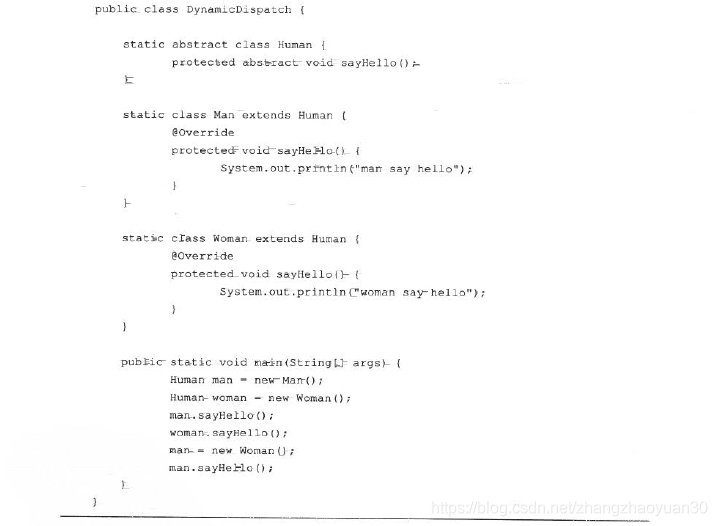 public class DynamicDispatch {
static abstract class Human {
protected abstract void sayHello();
}
static class Man extends Human {
@Override
protected void sayHello() {
System.out.println("man say hello");
}
}
static class Woman extends Human {
@Override
protected void sayHello() {
System.out.println("woman say hello");
}
}
public static void main(String[] args) {
Human man = new Man();
Human woman = new Woman();
man.sayHello();
woman.sayHello();
man = new Woman();
man.sayHello();
}
}
https://blog.csdn.net/zhangzhaoyuan30